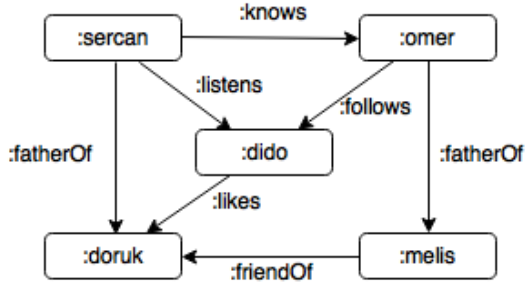 :knows
:sercan
:omer
:listens
:follows
:fatherOf
:dido
:fatherOf
:likes
:doruk
:melis
:friendOf